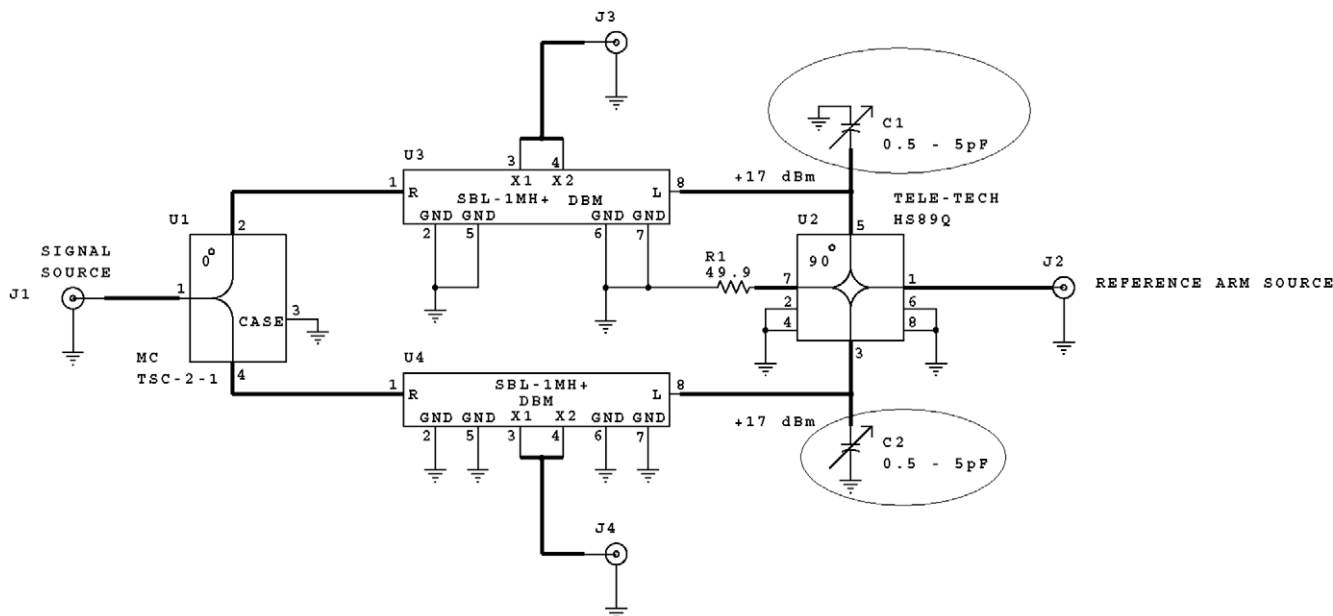 J3
C1
0.5 - 5pF
U3
3 4
1 R X1 X2 L 8
SBL-1MH+ DBM
GND GND GND GND
2 5 6 7
+17 dBm
TELE-TECH
HS89Q
U1
2
0°
SIGNAL
SOURCE
J1
1
CASE 3
MC
TSC-2-1
4
R1
49.9
U2
5
90°
7 1
2 6
4 8
3
J2
REFERENCE ARM SOURCE
U4
SBL-1MH+
DBM
1 R L 8
GND GND X1 X2 GND GND
2 5 3 4 6 7
+17 dBm
C2
0.5 - 5pF
J4